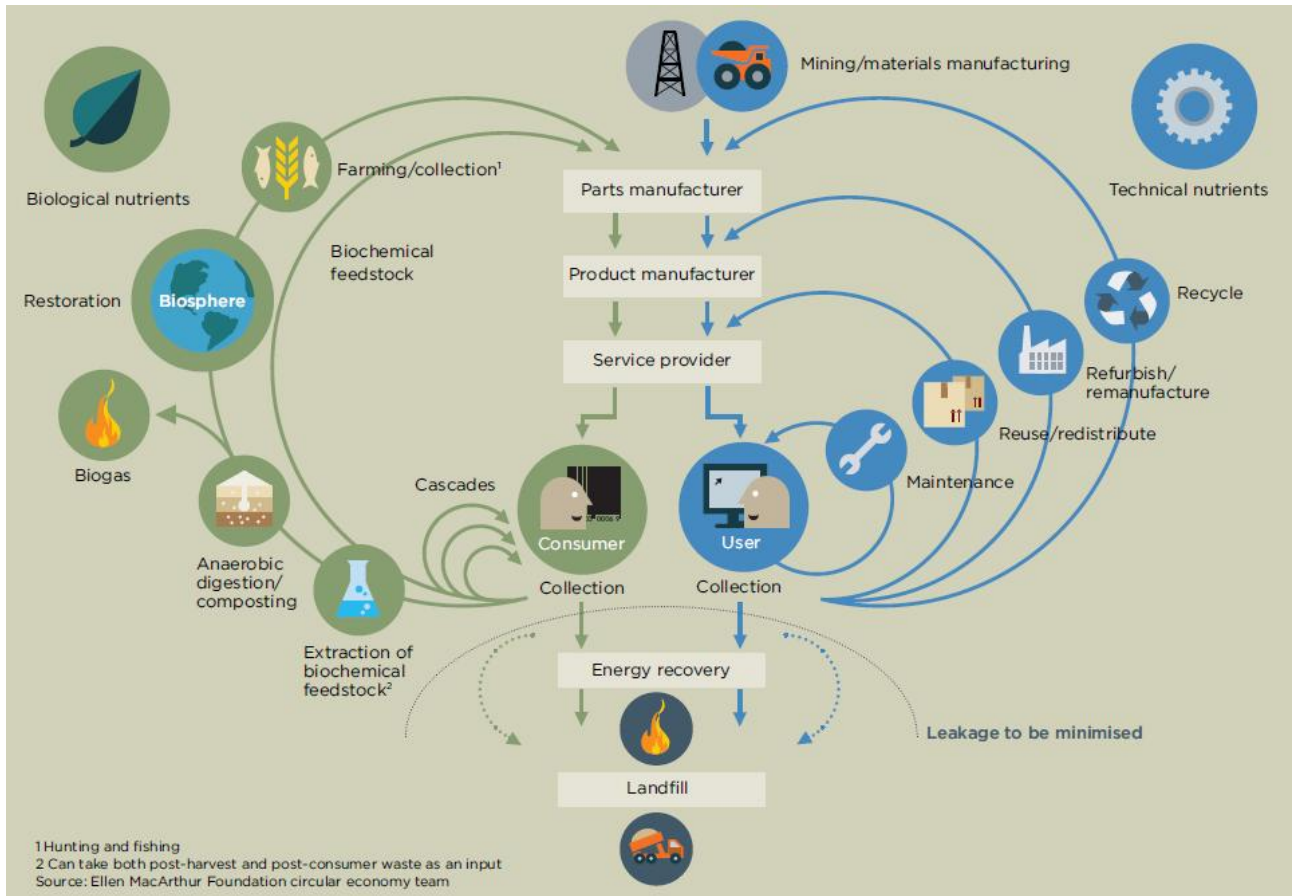 Mining/materials manufacturing
Biological nutrients
Technical nutrients
Farming/collection¹
Parts manufacturer
Biochemical
feedstock
Product manufacturer
Restoration
Biosphere
Recycle
Service provider
Refurbish/
remanufacture
Reuse/redistribute
Biogas
Cascades
Maintenance
Consumer
User
Anaerobic
digestion/
composting
Collection
Collection
Extraction of
biochemical
feedstock²
Energy recovery
Leakage to be minimised
Landfill
1 Hunting and fishing
2 Can take both post-harvest and post-consumer waste as an input
Source: Ellen MacArthur Foundation circular economy team